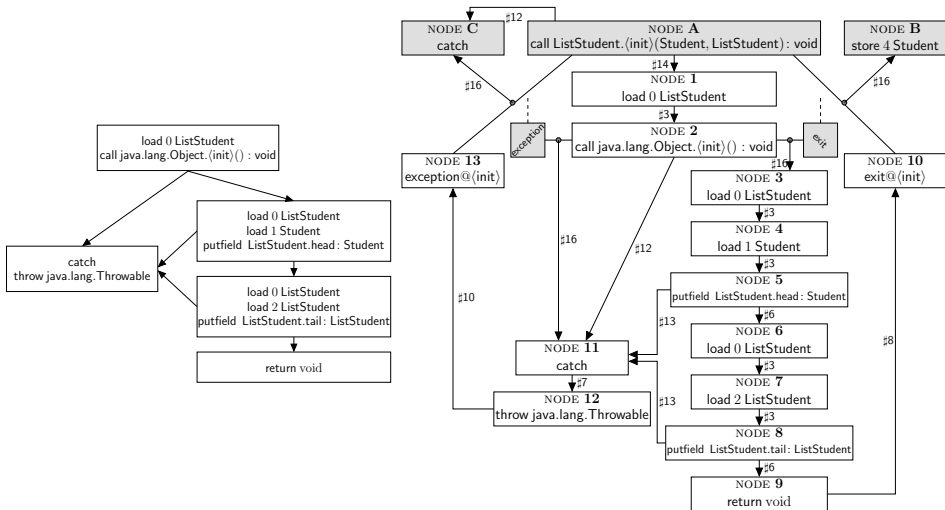 load 0 ListStudent
call java.lang.Object.⟨init⟩() : void
load 0 ListStudent
load 1 Student
putfield ListStudent.head : Student
catch
throw java.lang.Throwable
load 0 ListStudent
load 2 ListStudent
putfield ListStudent.tail : ListStudent
return void
NODE C
catch
♯12
NODE A
call ListStudent.⟨init⟩(Student, ListStudent) : void
NODE B
store 4 Student
♯14
♯16
♯16
NODE 1
load 0 ListStudent
♯3
exception
NODE 2
call java.lang.Object.⟨init⟩() : void
exit
NODE 13
exception@⟨init⟩
♯16
NODE 10
exit@⟨init⟩
NODE 3
load 0 ListStudent
♯3
♯16
♯12
NODE 4
load 1 Student
♯3
♯10
NODE 5
putfield ListStudent.head : Student
♯13
♯6
NODE 6
load 0 ListStudent
♯8
NODE 11
catch
♯3
♯7
NODE 7
load 2 ListStudent
NODE 12
throw java.lang.Throwable
♯13
♯3
NODE 8
putfield ListStudent.tail : ListStudent
♯6
NODE 9
return void